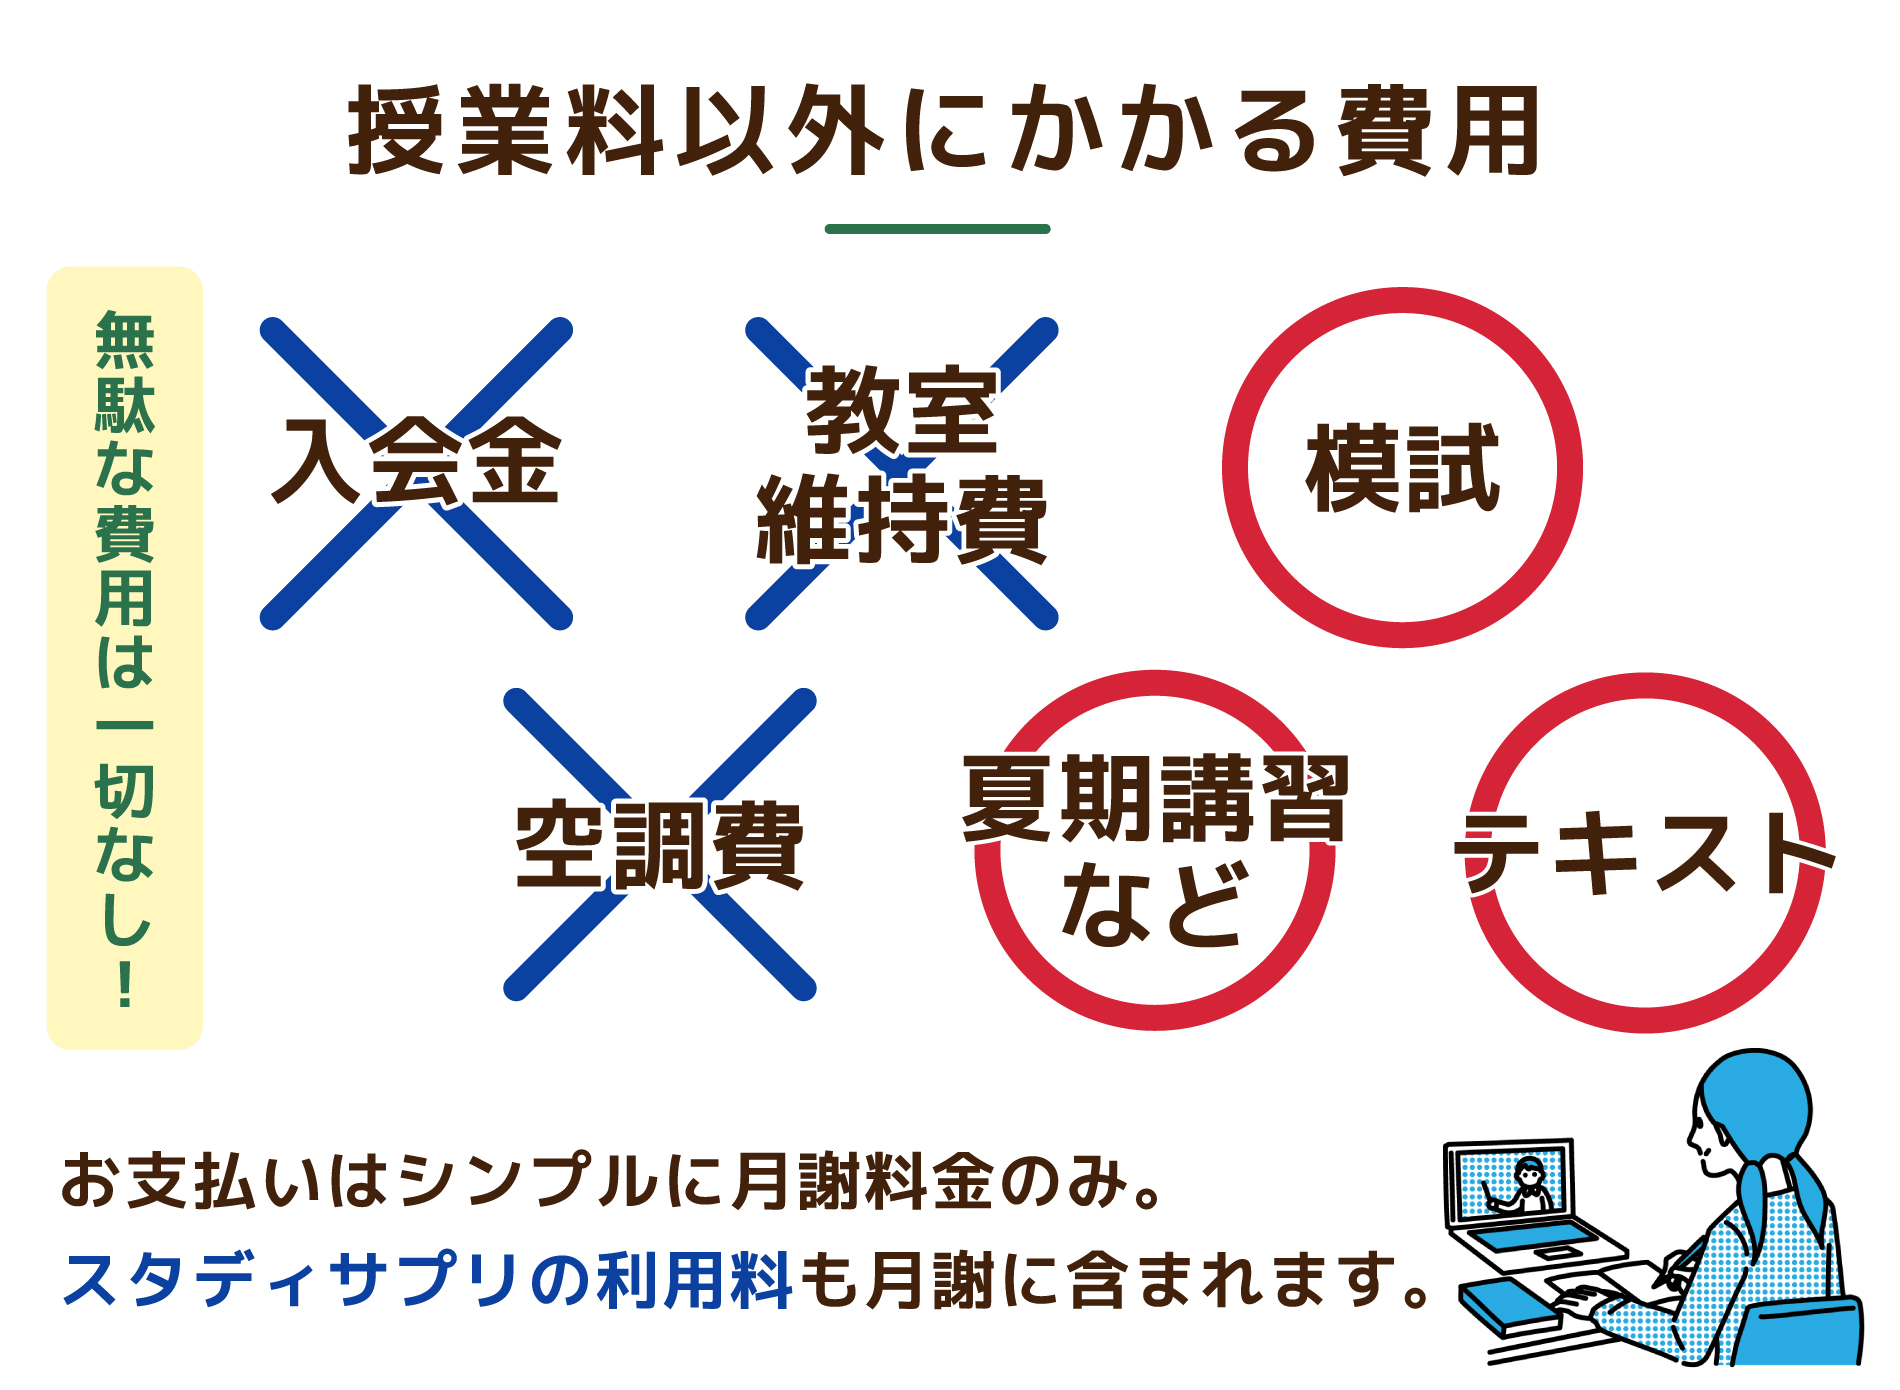 授業料以外にかかる費用
無駄な費用は一切なし！
入会金
教室
維持費
模試
空調費
夏期講習
など
テキスト
お支払いはシンプルに月謝料金のみ。
スタディサプリの利用料も月謝に含まれます。